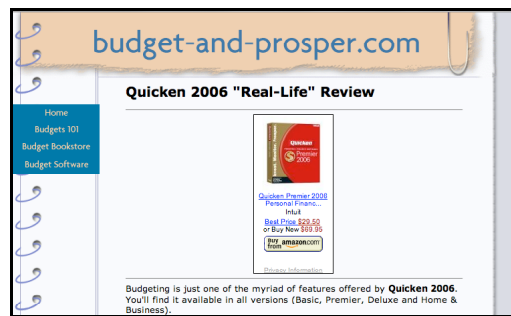 budget-and-prosper.com
Home
Budgets 101
Budget Bookstore
Budget Software
Quicken 2006 "Real-Life" Review
Quicken
Premier
2006
Quicken Premier 2006
Personal Financ...
Intuit
Best Price $29.50
or Buy New $69.95
Buy from amazon.com
Privacy Information
Budgeting is just one of the myriad of features offered by Quicken 2006.
You'll find it available in all versions (Basic, Premier, Deluxe and Home &
Business).